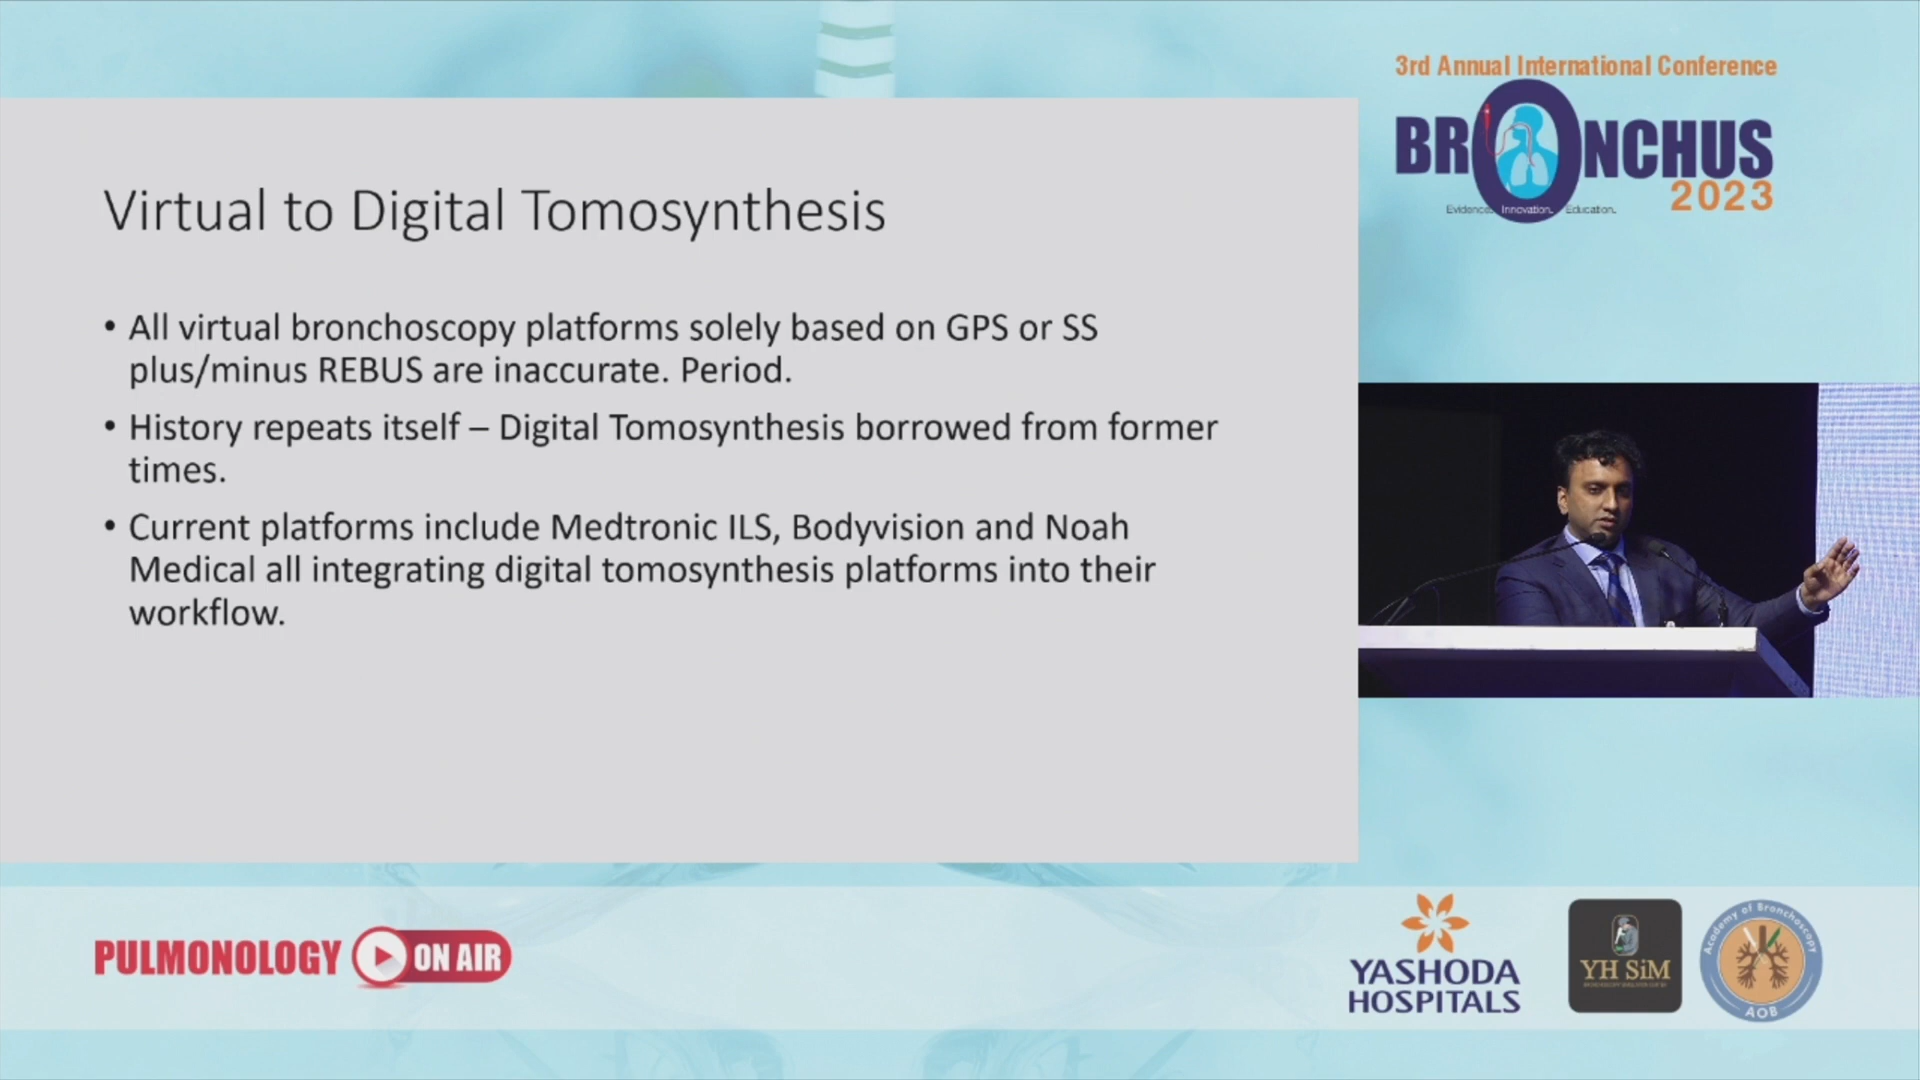 3rd Annual International Conference
BRONCHUS
2023
Evidence. Innovation. Education.
Virtual to Digital Tomosynthesis
• All virtual bronchoscopy platforms solely based on GPS or SS
plus/minus REBUS are inaccurate. Period.
• History repeats itself – Digital Tomosynthesis borrowed from former
times.
• Current platforms include Medtronic ILS, Bodyvision and Noah
Medical all integrating digital tomosynthesis platforms into their
workflow.
PULMONOLOGY ON AIR
YASHODA
HOSPITALS
YH SiM
Academy of Bronchoscopy
AOB